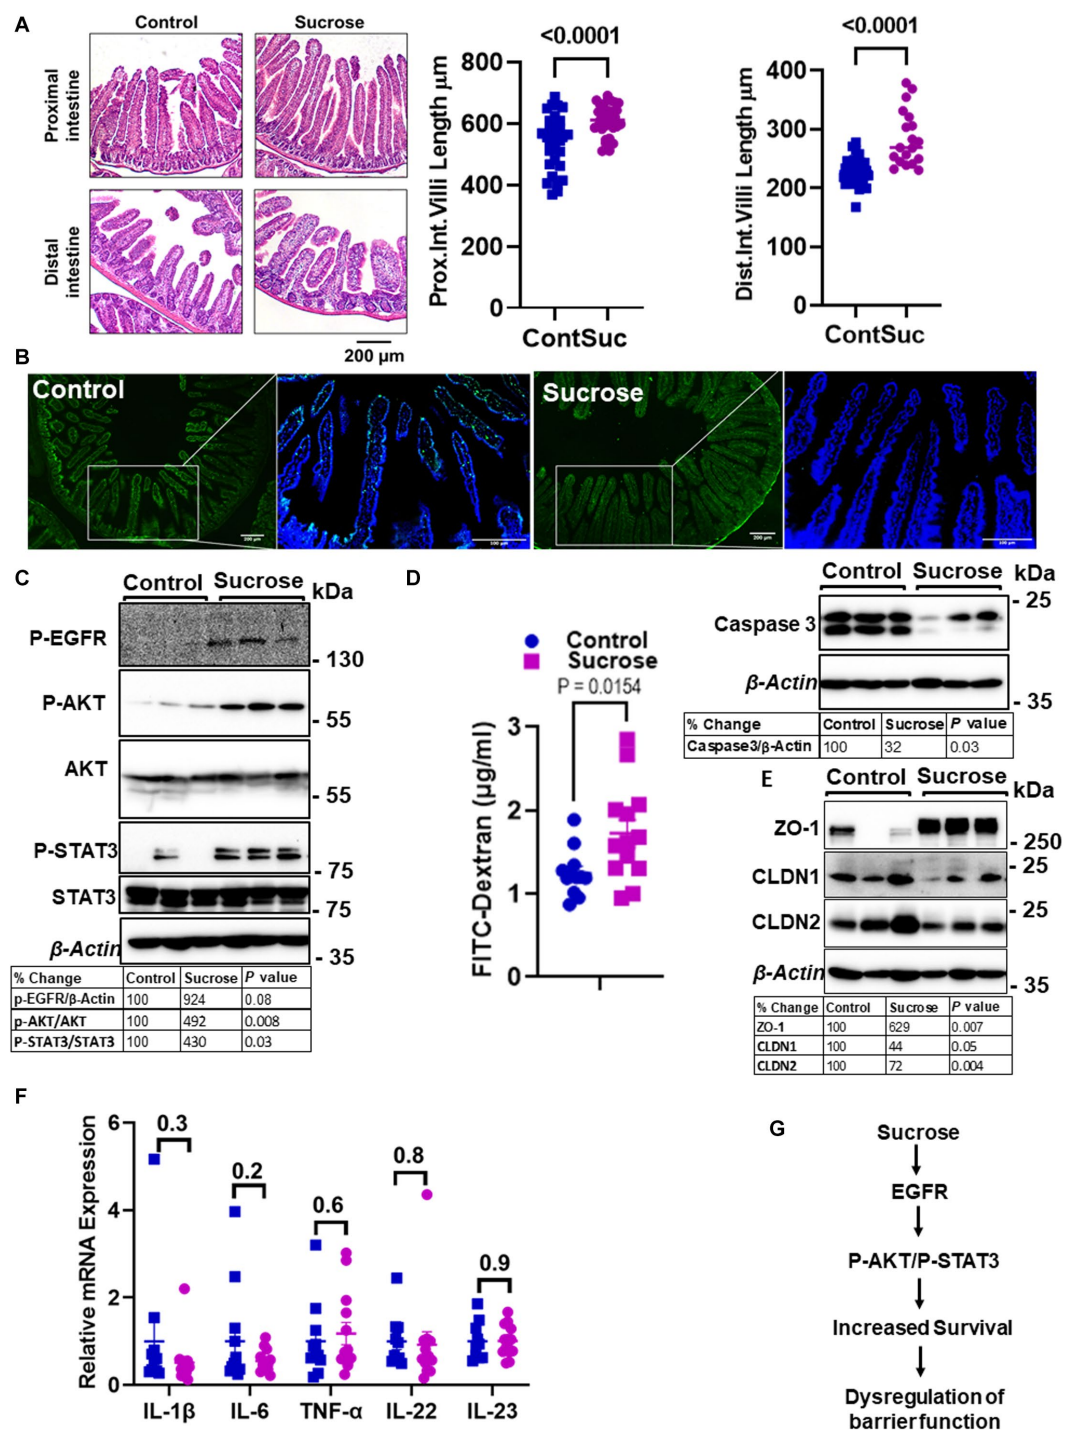 A
Control
Sucrose
Proximal
intestine
Distal
intestine
200 µm
<0.0001
Prox.Int.Villi Length µm
800
600
400
200
0
ContSuc
<0.0001
Dist.Int.Villi Length µm
400
300
200
100
0
ContSuc
B
Control
200 µm
100 µm
Sucrose
200 µm
100 µm
C
Control Sucrose kDa
P-EGFR
- 130
P-AKT
- 55
AKT
- 55
P-STAT3
- 75
STAT3
- 75
β-Actin
- 35
% Change Control Sucrose P value
p-EGFR/β-Actin 100 924 0.08
p-AKT/AKT 100 492 0.008
P-STAT3/STAT3 100 430 0.03
D
Control
Sucrose
P = 0.0154
FITC-Dextran (µg/ml)
3
2
1
0
Control Sucrose kDa
- 25
Caspase 3
β-Actin
- 35
% Change Control Sucrose P value
Caspase3/β-Actin 100 32 0.03
E
Control Sucrose kDa
ZO-1
- 250
- 25
CLDN1
- 25
CLDN2
β-Actin
- 35
% Change Control Sucrose P value
ZO-1 100 629 0.007
CLDN1 100 44 0.05
CLDN2 100 72 0.004
F
Relative mRNA Expression
6
4
2
0
0.3
0.2
0.6
0.8
0.9
IL-1β IL-6 TNF-α IL-22 IL-23
G
Sucrose
EGFR
P-AKT/P-STAT3
Increased Survival
Dysregulation of
barrier function